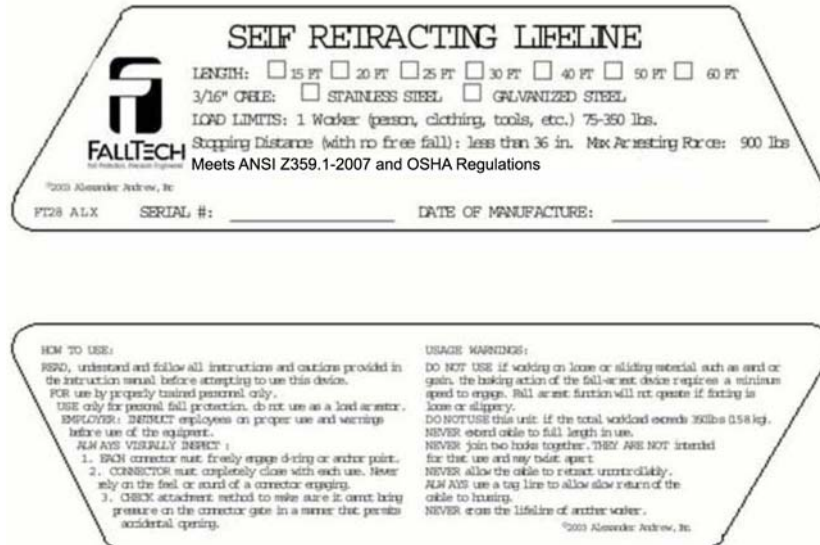 SELF RETRACTING LIFELINE
LENGTH: 15 FT 20 FT 25 FT 30 FT 40 FT 50 FT 60 FT
3/16" CABLE: STAINLESS STEEL GALVANIZED STEEL
LOAD LIMITS: 1 Worker (person, clothing, tools, etc.) 75-350 lbs.
Stopping Distance (with no free fall): less than 36 in. Max Arresting Force: 900 lbs
FALLTECH
Meets ANSI Z359.1-2007 and OSHA Regulations
©2003 Alexander Andrew, Inc
FT28 ALX SERIAL #: DATE OF MANUFACTURE:
HOW TO USE:
READ, understand and follow all instructions and cautions provided in
the instruction manual before attempting to use this device.
FOR use by properly trained personnel only.
USE only for personal fall protection, do not use as a load arrestor.
EMPLOYER: INSTRUCT employees on proper use and warnings
before use of the equipment.
ALWAYS VISUALLY INSPECT :
1. EACH connector must freely engage d-ring or anchor point.
2. CONNECTOR must completely close with each use. Never
rely on the feel or sound of a connector engaging.
3. CHECK attachment method to make sure it cannot bring
pressure on the connector gate in a manner that permits
accidental opening.
USAGE WARNINGS:
DO NOT USE if working on loose or sliding material such as sand or
grain. the braking action of the fall-arrest device requires a minimum
speed to engage. Fall arrest funtion will not operate if footing is
loose or slippery.
DO NOT USE this unit if the total workload exceeds 350lbs (158 kg).
NEVER extend cable to full length in use.
NEVER join two hooks together. THEY ARE NOT intended
for that use and may twist apart
NEVER allow the cable to retract uncontrollably.
ALWAYS use a tag line to allow slow return of the
cable to housing.
NEVER cross the lifeline of another worker.
©2003 Alexander Andrew, Inc.